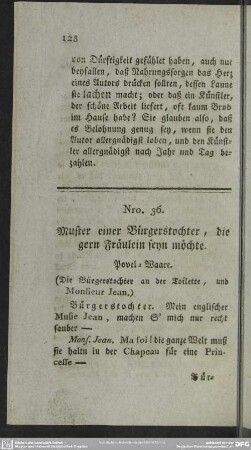 123
von Dürftigkeit gefühlet haben, auch nur
beyfallen, daß Nahrungssorgen das Herz
eines Autors drücken sollten, dessen Laune
sie lachen macht; oder daß ein Künstler,
der schöne Arbeit liefert, oft kaum Brod
im Hause habe? Sie glauben also, daß
es Belohnung genug sey, wenn sie den
Autor allergnädigst loben, und den Künst-
ler allergnädigst nach Jahr und Tag be-
zahlen.
Nro. 36.
Muster einer Bürgerstochter, die
gern Fräulein seyn möchte.
Povel-Waare.
(Die Bürgerstochter an der Toilette, und
Monsieur Jean.)
Bürgerstochter. Mein englischer
Musie Jean, machen S' mich nur recht
sauber —
Mons. Jean. Ma foi! die ganze Welt muß
sie haltn in der Chapeau für eine Prin-
cesse —
Bür-